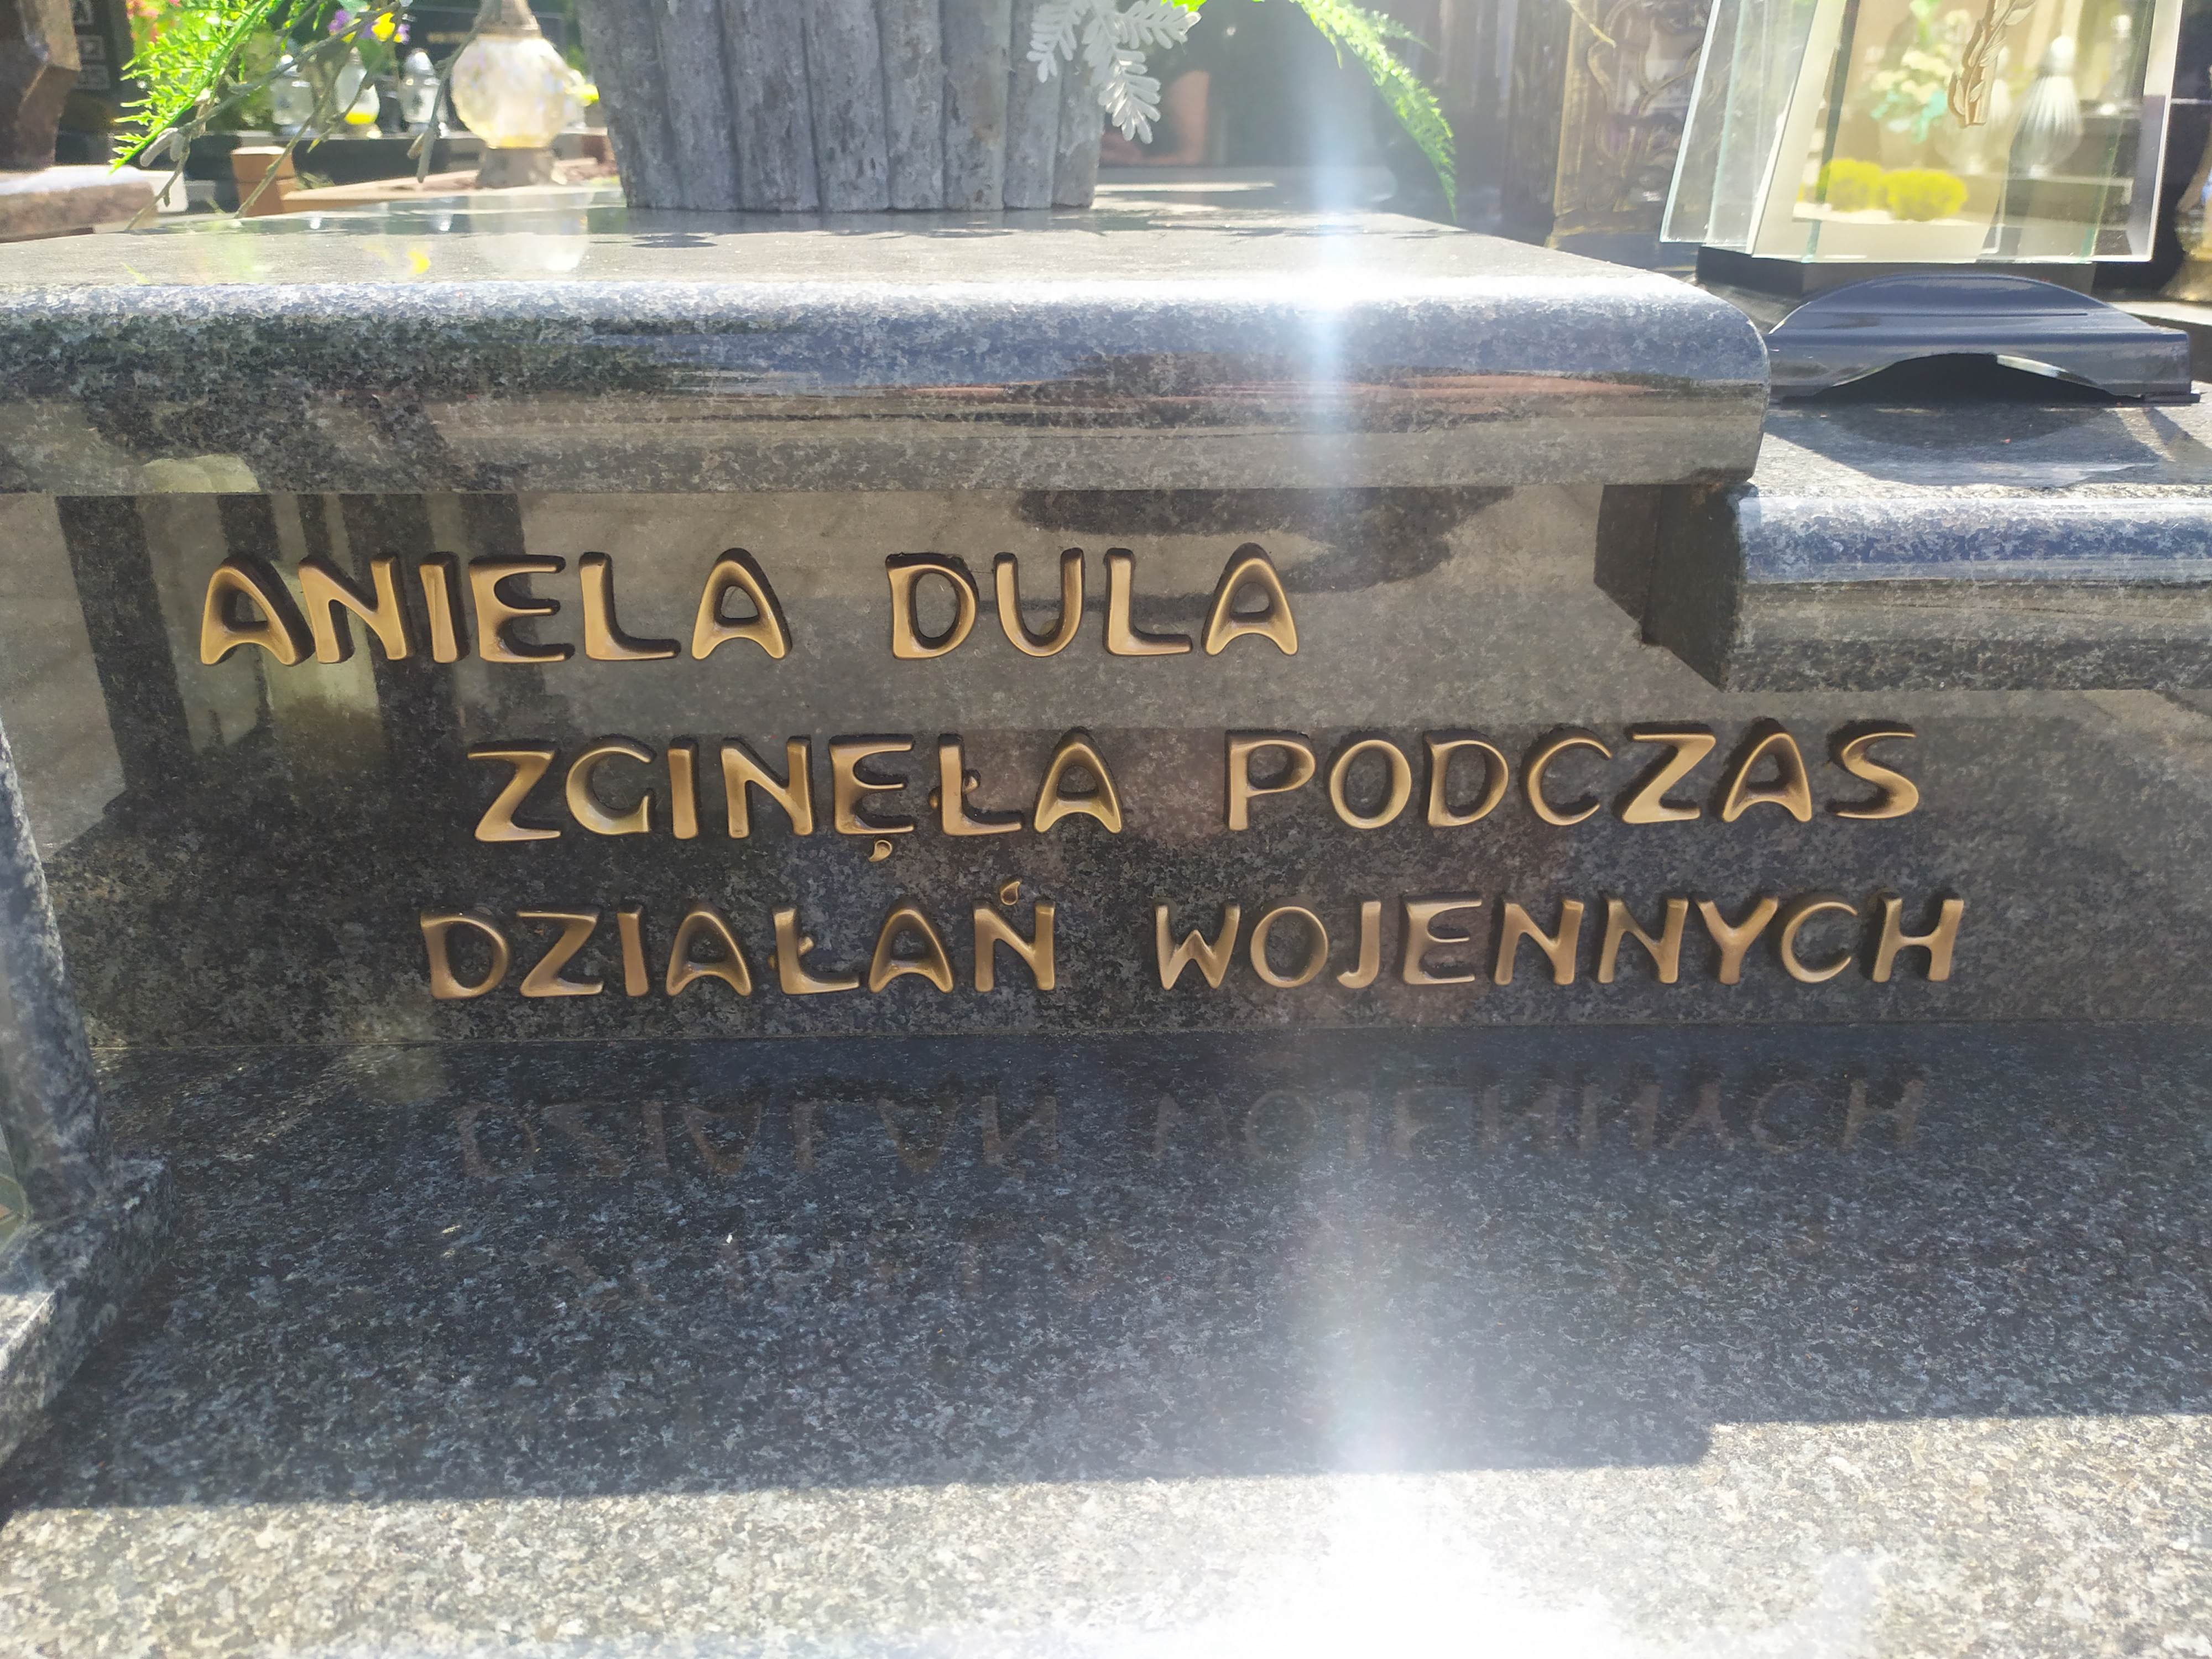 ANIELA DULA
ZGINĘŁA PODCZAS
DZIAŁAŃ WOJENNYCH